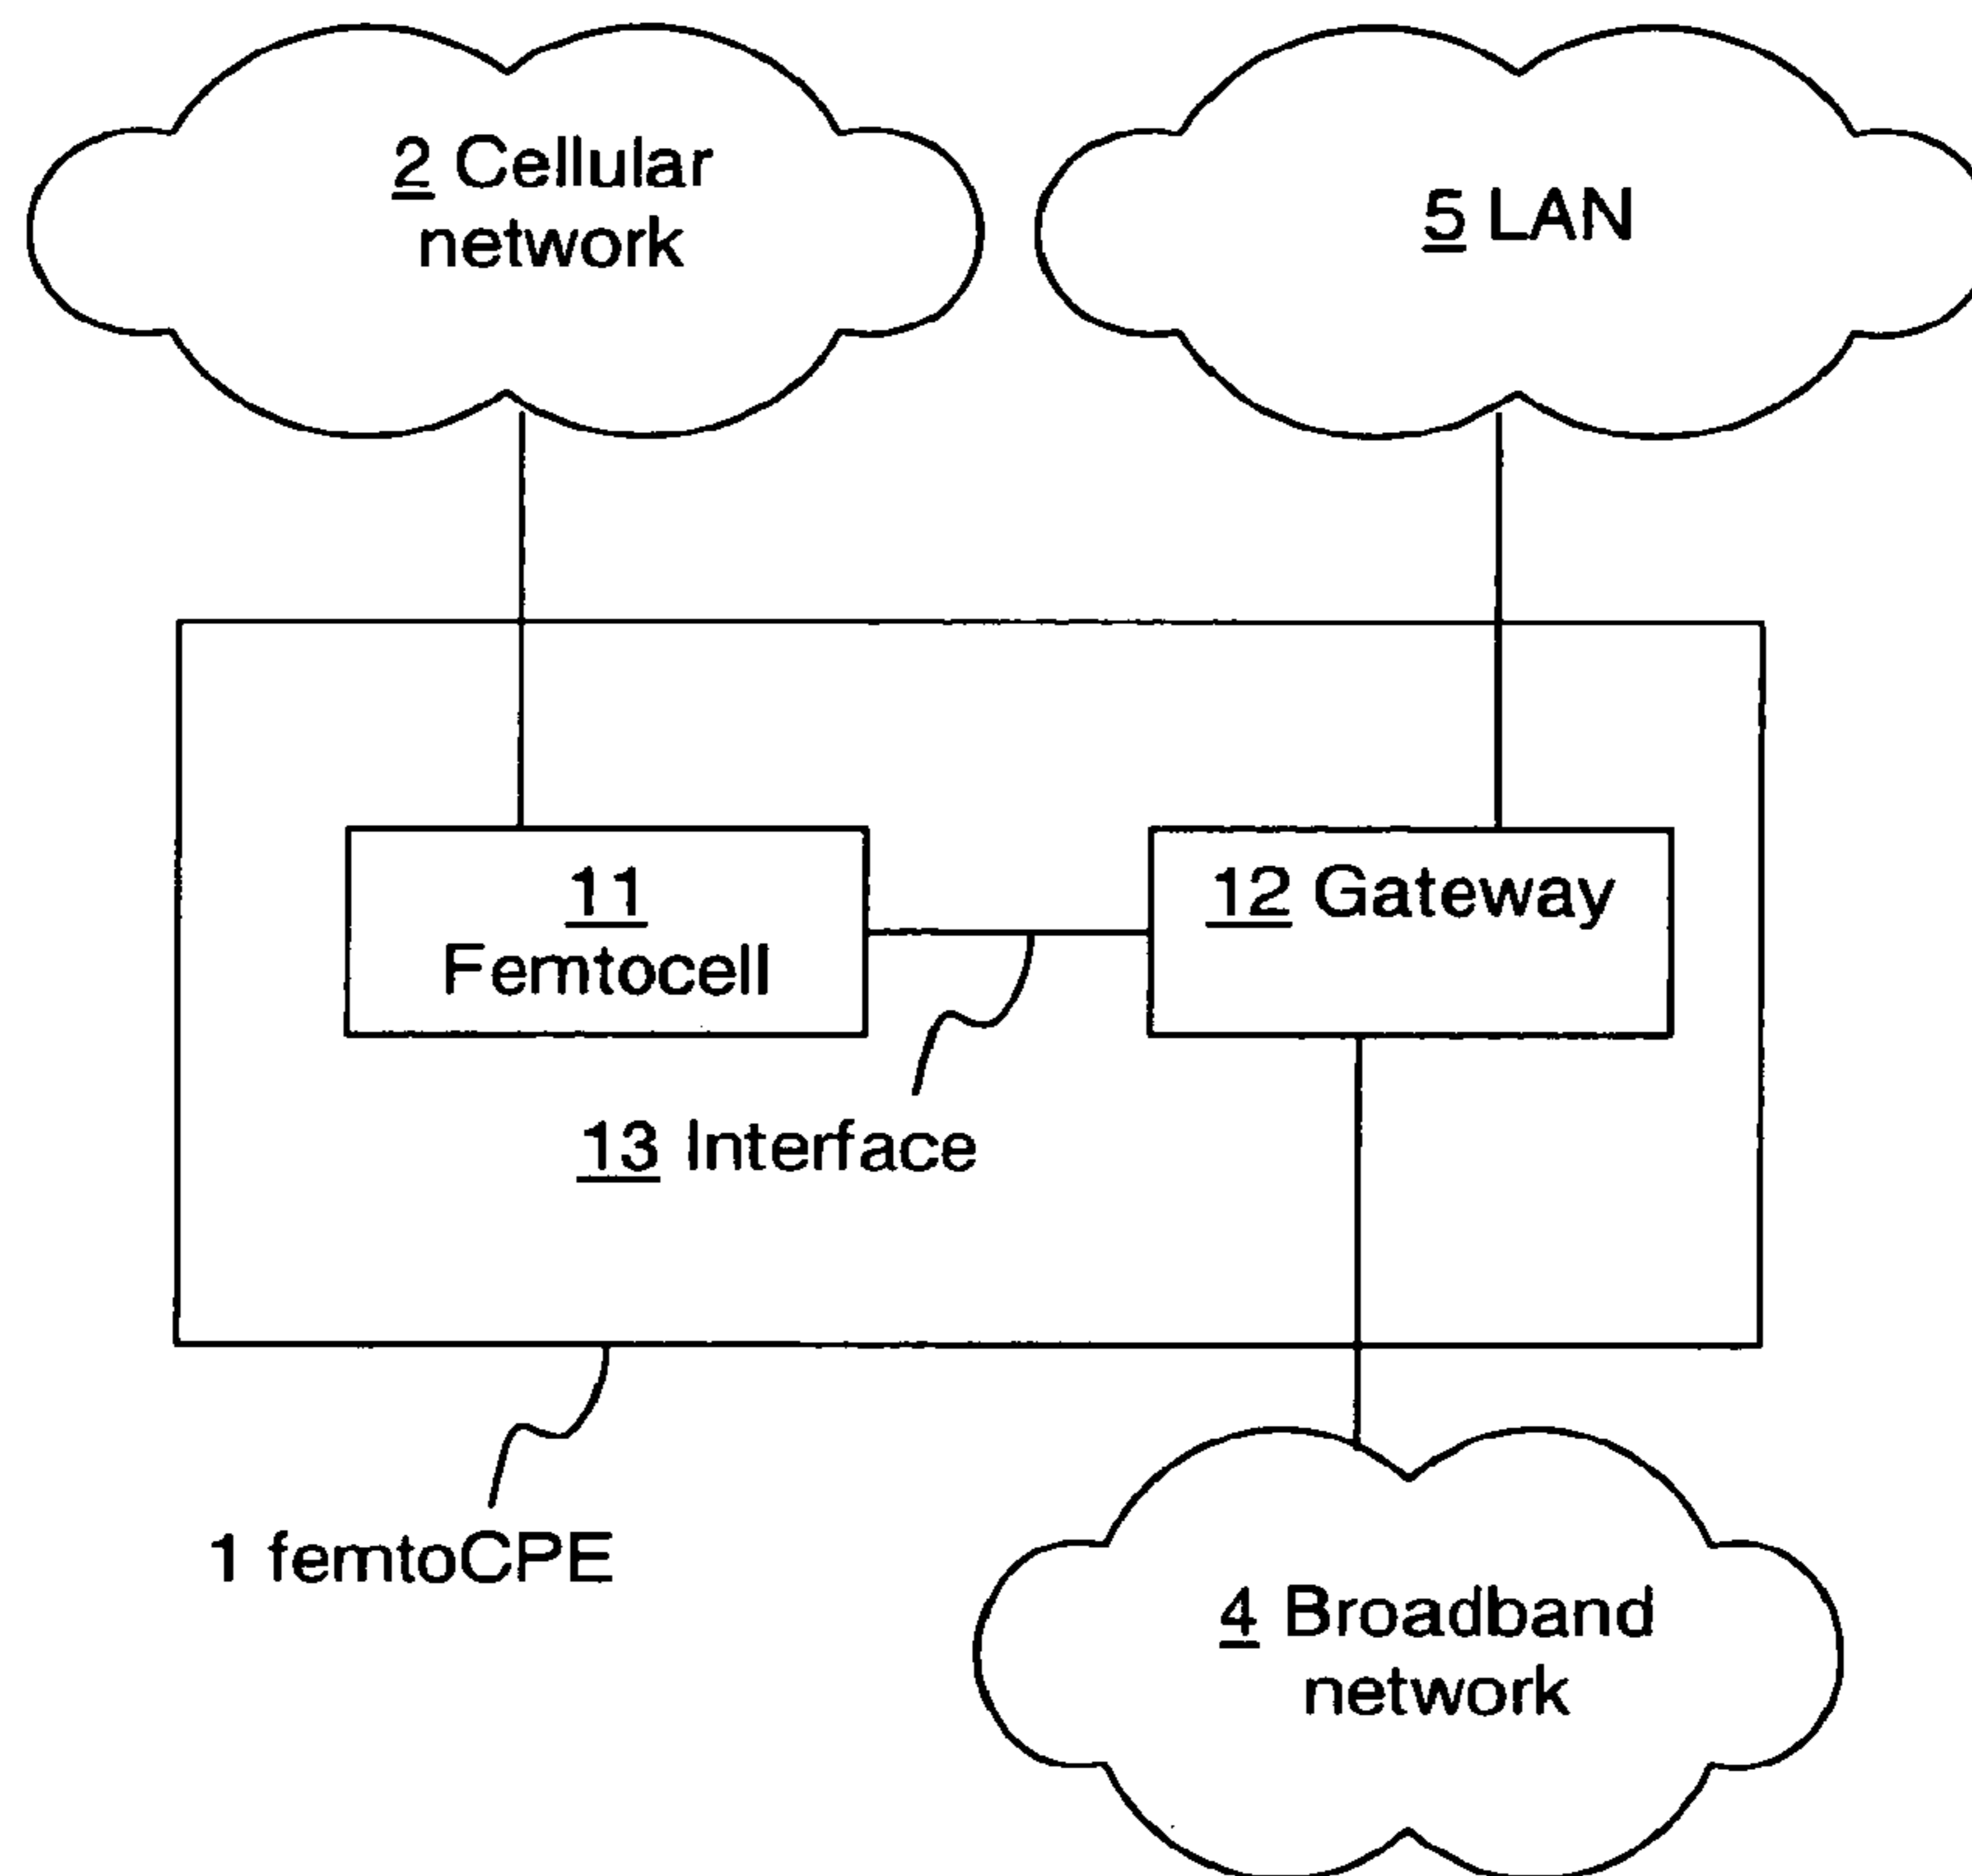 2 Cellular
network
5 LAN
11
Femtocell
12 Gateway
13 Interface
1 femtoCPE
4 Broadband
network